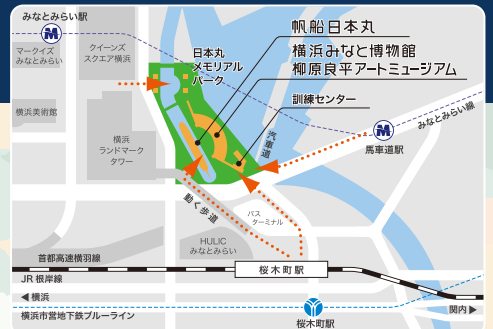 みなとみらい駅
M
マークイズ
みなとみらい
クイーンズ
スクエア横浜
日本丸
メモリアル
パーク
帆船日本丸
横浜みなと博物館
柳原良平アートミュージアム
訓練センター
横浜美術館
横浜
ランドマーク
タワー
汽車道
M
馬車道駅
みなとみらい線
動く歩道
バス
ターミナル
HULIC
みなとみらい
首都高速横羽線
桜木町駅
JR 根岸線
◀横浜
横浜市営地下鉄ブルーライン
桜木町駅
関内▶